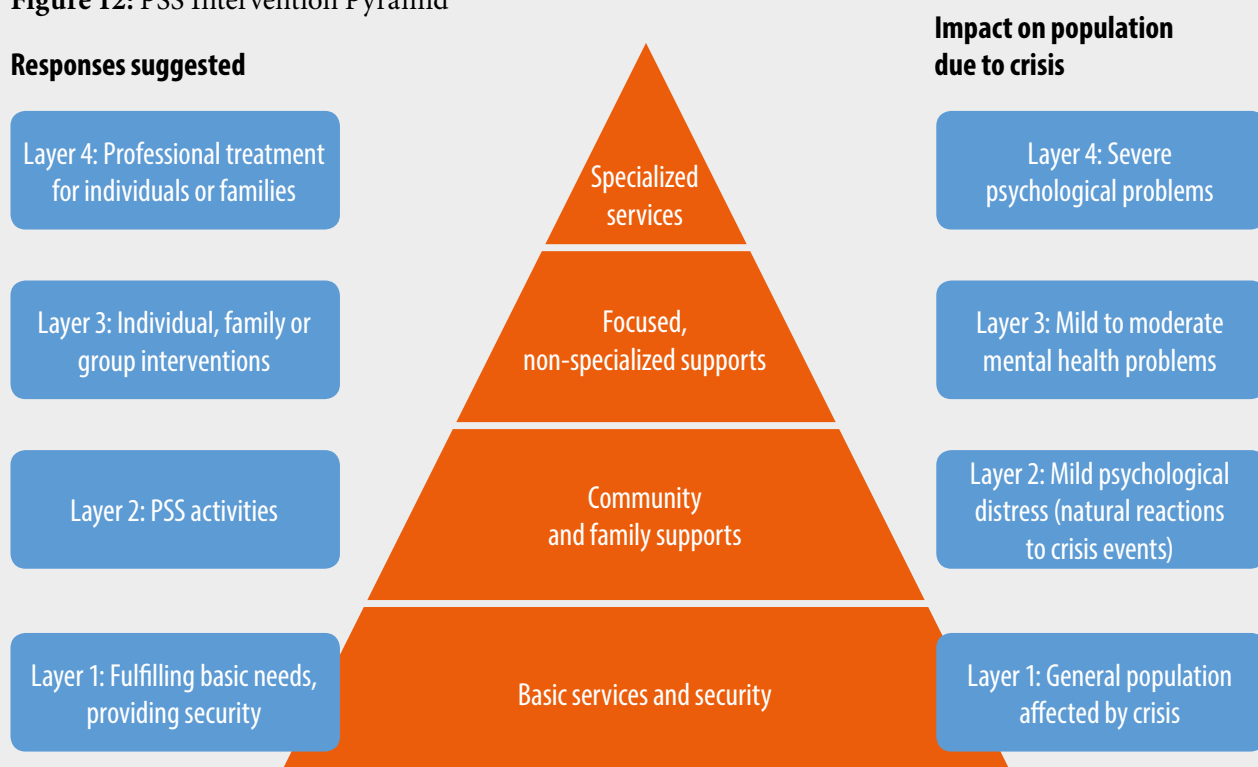 Figure 12: PSS Intervention Pyramid
Responses suggested
Impact on population
due to crisis
Layer 4: Professional treatment
for individuals or families
Specialized
services
Layer 4: Severe
psychological problems
Layer 3: Individual, family or
group interventions
Focused,
non-specialized supports
Layer 3: Mild to moderate
mental health problems
Layer 2: PSS activities
Community
and family supports
Layer 2: Mild psychological
distress (natural reactions
to crisis events)
Layer 1: Fulfilling basic needs,
providing security
Basic services and security
Layer 1: General population
affected by crisis